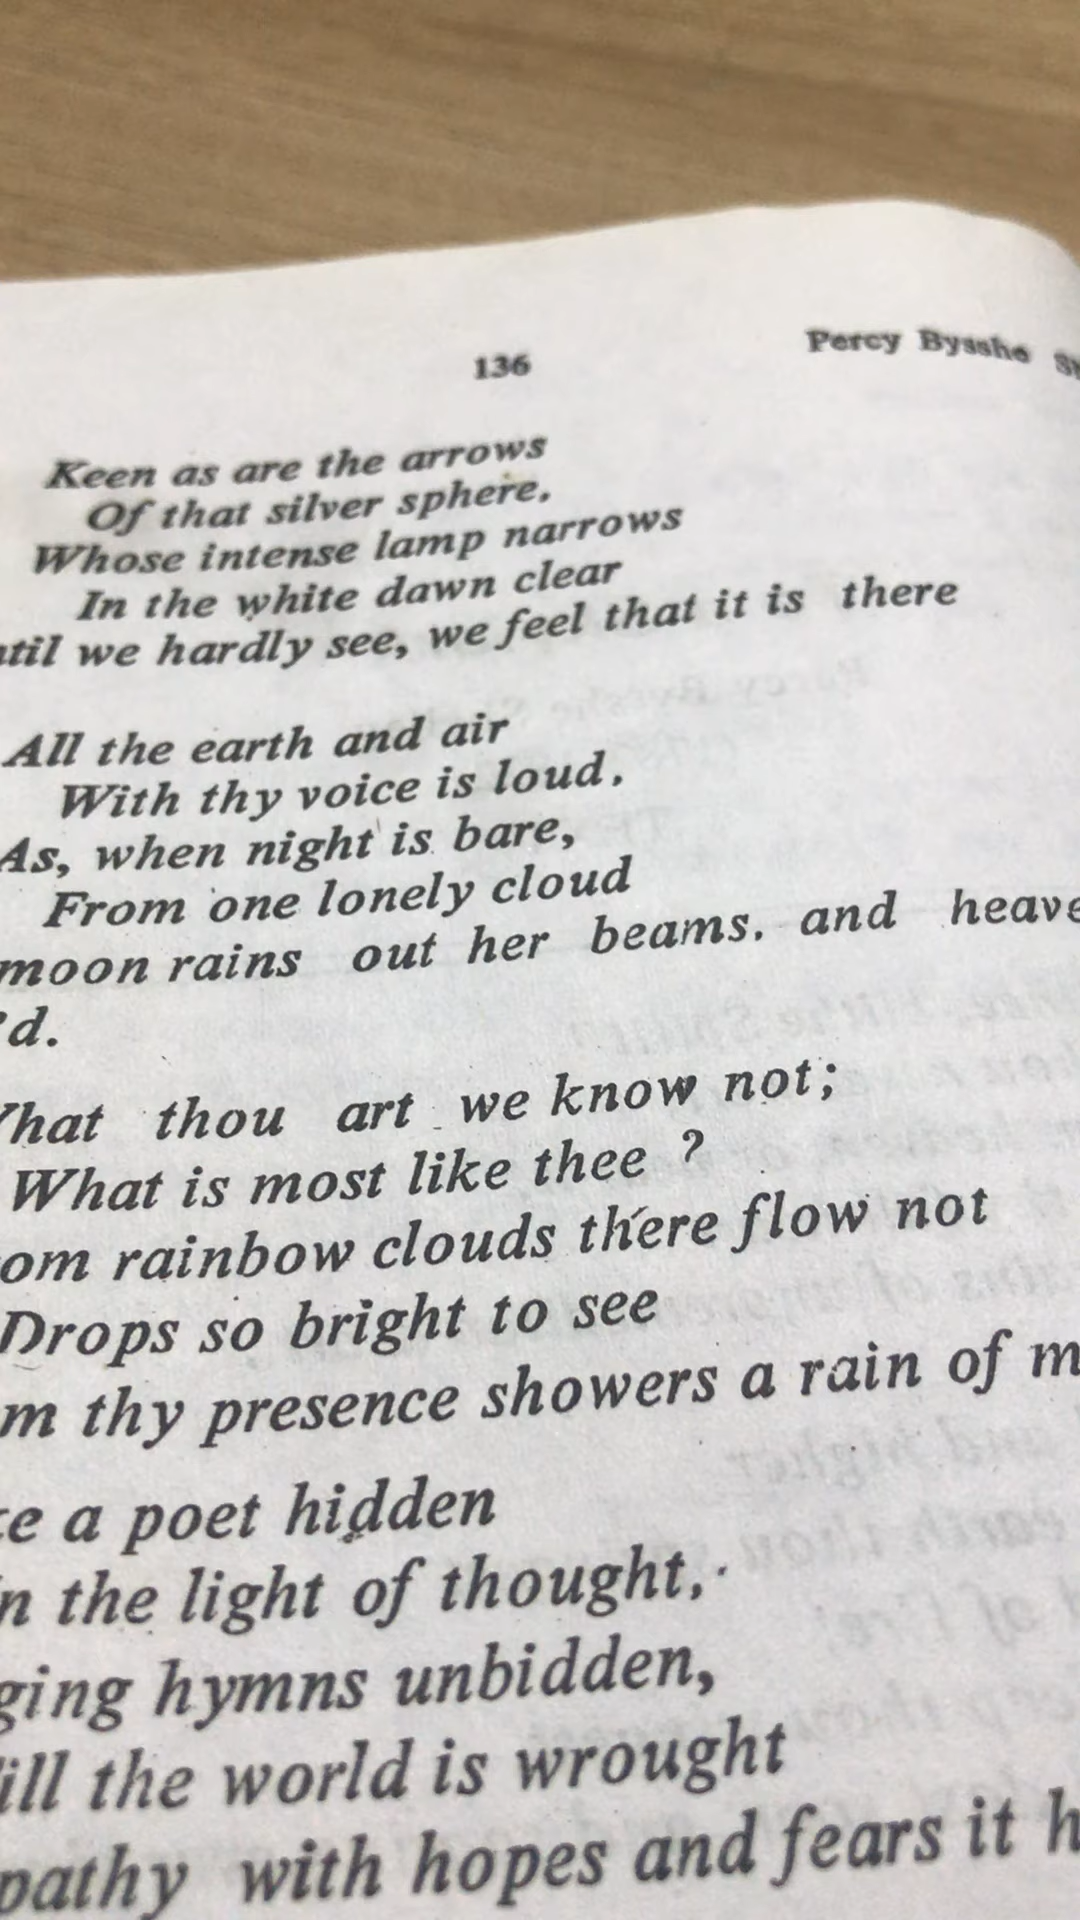 136 Percy Bysshe
Keen as are the arrows
Of that silver sphere.
Whose intense lamp narrows
In the white dawn clear
til we hardly see, we feel that it is there
All the earth and air
With thy voice is loud.
As, when night is bare,
From one lonely cloud
moon rains out her beams. and heave
'd.
hat thou art we know not;
What is most like thee ?
om rainbow clouds there flow not
Drops so bright to see
m thy presence showers a rain of m
e a poet hidden
n the light of thought,
ging hymns unbidden,
ill the world is wrought
pathy with hopes and fears it h